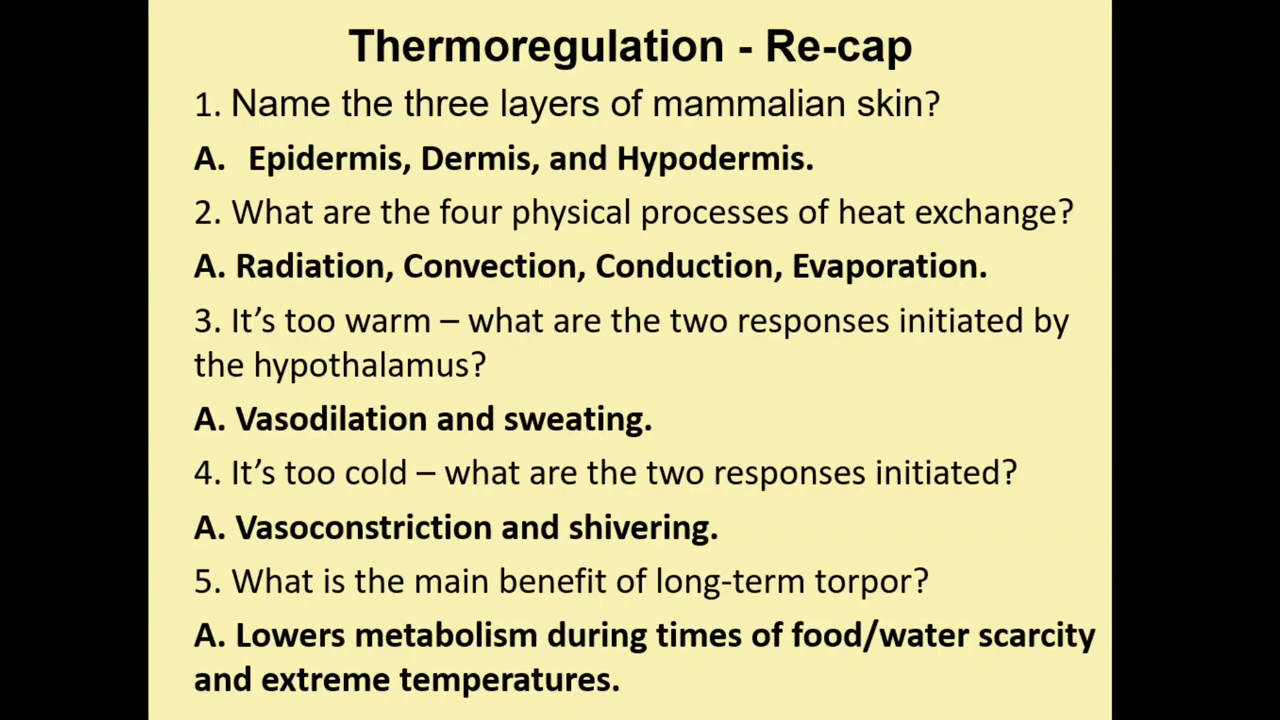 Thermoregulation - Re-cap
1. Name the three layers of mammalian skin?
A. Epidermis, Dermis, and Hypodermis.
2. What are the four physical processes of heat exchange?
A. Radiation, Convection, Conduction, Evaporation.
3. It’s too warm – what are the two responses initiated by
the hypothalamus?
A. Vasodilation and sweating.
4. It’s too cold – what are the two responses initiated?
A. Vasoconstriction and shivering.
5. What is the main benefit of long-term torpor?
A. Lowers metabolism during times of food/water scarcity
and extreme temperatures.